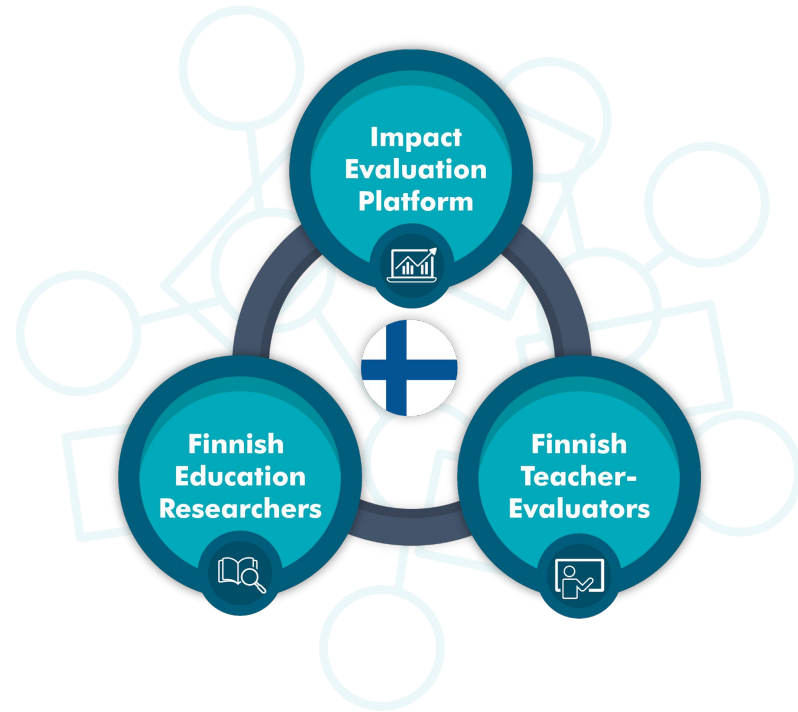 Impact
Evaluation
Platform
Finnish
Education
Researchers
Finnish
Teacher-
Evaluators